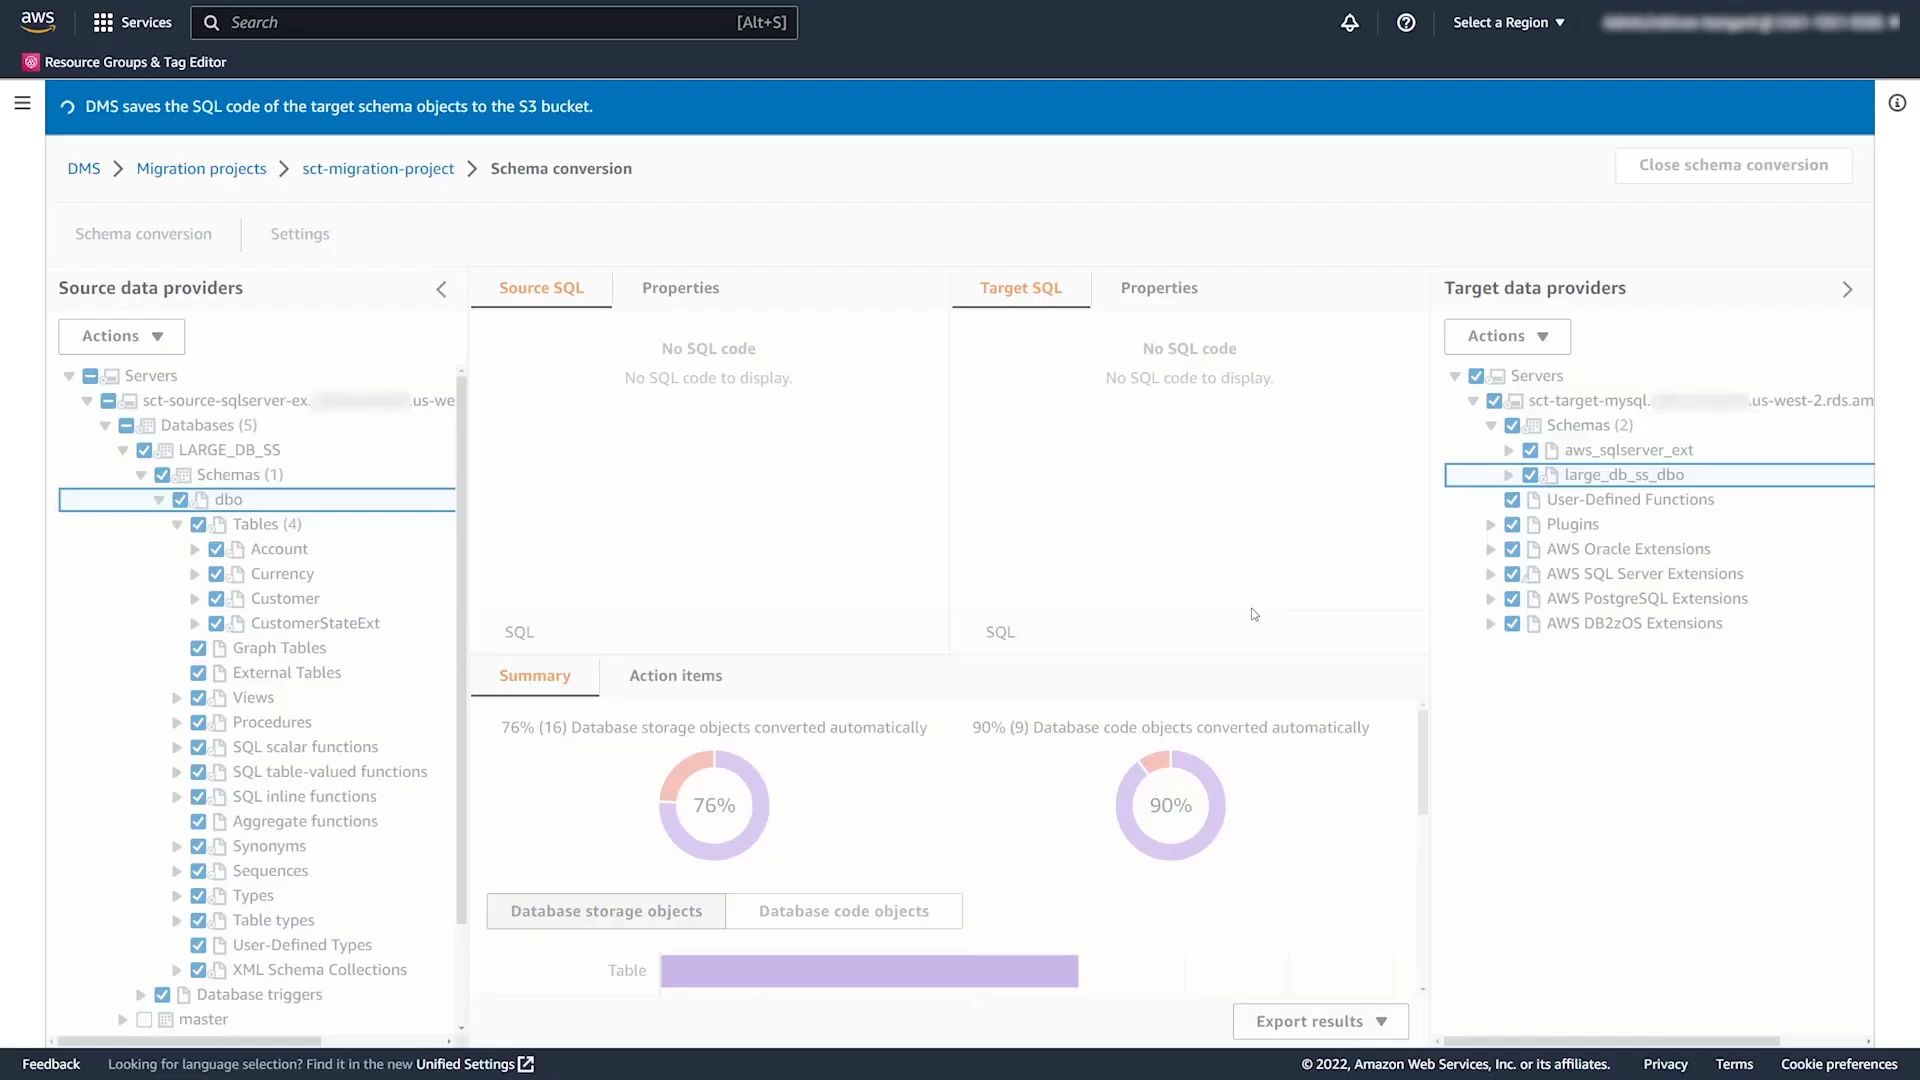 aws
Services
Search
[Alt+S]
Select a Region
Resource Groups & Tag Editor
DMS saves the SQL code of the target schema objects to the S3 bucket.
DMS
Migration projects
sct-migration-project
Schema conversion
Close schema conversion
Schema conversion
Settings
Source data providers
Actions
Servers
sct-source-sqlserver-ex.
.us-we
Databases (5)
LARGE_DB_SS
Schemas (1)
dbo
Tables (4)
Account
Currency
Customer
CustomerStateExt
Graph Tables
External Tables
Views
Procedures
SQL scalar functions
SQL table-valued functions
SQL inline functions
Aggregate functions
Synonyms
Sequences
Types
Table types
User-Defined Types
XML Schema Collections
Database triggers
master
Source SQL
Properties
No SQL code
No SQL code to display.
SQL
Target SQL
Properties
No SQL code
No SQL code to display.
SQL
Summary
Action items
76% (16) Database storage objects converted automatically
76%
90% (9) Database code objects converted automatically
90%
Database storage objects
Database code objects
Table
Export results
Target data providers
Actions
Servers
sct-target-mysql.
.us-west-2.rds.am
Schemas (2)
aws_sqlserver_ext
large_db_ss_dbo
User-Defined Functions
Plugins
AWS Oracle Extensions
AWS SQL Server Extensions
AWS PostgreSQL Extensions
AWS DB2zOS Extensions
Feedback
Looking for language selection? Find it in the new Unified Settings
© 2022, Amazon Web Services, Inc. or its affiliates.
Privacy
Terms
Cookie preferences